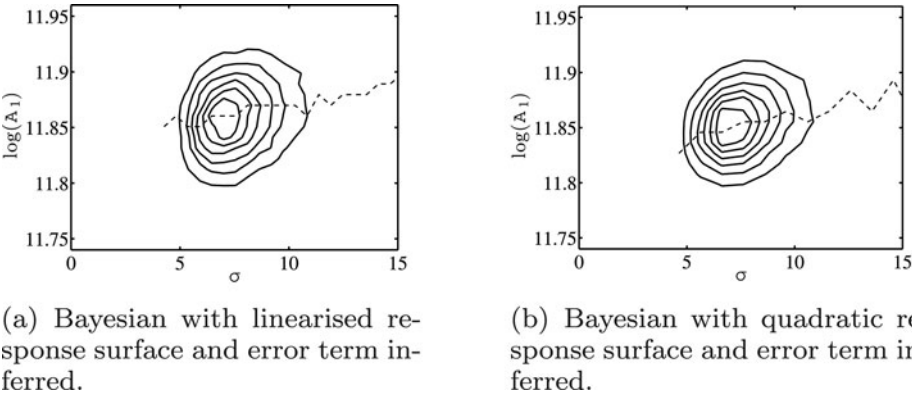 11.95
11.9
11.85
11.8
11.75
log(A1)
0 5 10 15
σ
(a) Bayesian with linearised re-
sponse surface and error term in-
ferred.
11.95
11.9
11.85
11.8
11.75
log(A1)
0 5 10 15
σ
(b) Bayesian with quadratic re
sponse surface and error term in
ferred.